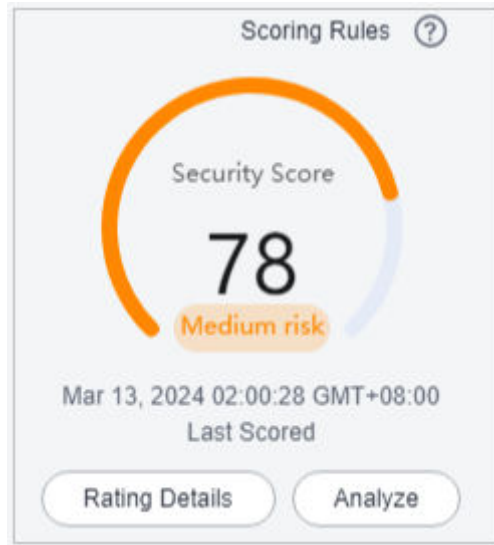 Scoring Rules ?
Security Score
78
Medium risk
Mar 13, 2024 02:00:28 GMT+08:00
Last Scored
Rating Details
Analyze